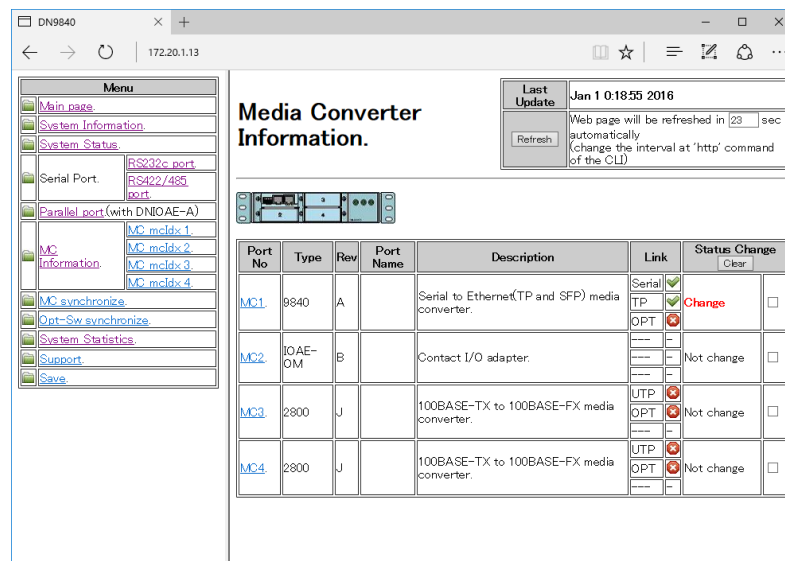 DN9840
172.20.1.13
Menu
Main page.
System Information.
System Status.
Serial Port.
RS232c port.
RS422/485
port.
Parallel port.(with DNIOAE-A)
MC
Information.
MC mcIdx 1.
MC mcIdx 2.
MC mcIdx 3.
MC mcIdx 4.
MC synchronize.
Opt-Sw synchronize.
System Statistics.
Support.
Save.
Media Converter
Information.
Last
Update
Jan 1 0:18:55 2016
Refresh
Web page will be refreshed in 23 sec
automatically
(change the interval at 'http' command
of the CLI)
1 3
2 4
Port
No
Type
Rev
Port
Name
Description
Link
Status Change
Clear
MC1.
9840
A
Serial to Ethernet(TP and SFP) media
converter.
Serial
TP
OPT
Change
MC2.
IOAE-
OM
B
Contact I/O adapter.
--- -
--- -
--- -
Not change
MC3.
2800
J
100BASE-TX to 100BASE-FX media
converter.
UTP
OPT
--- -
Not change
MC4.
2800
J
100BASE-TX to 100BASE-FX media
converter.
UTP
OPT
--- -
Not change